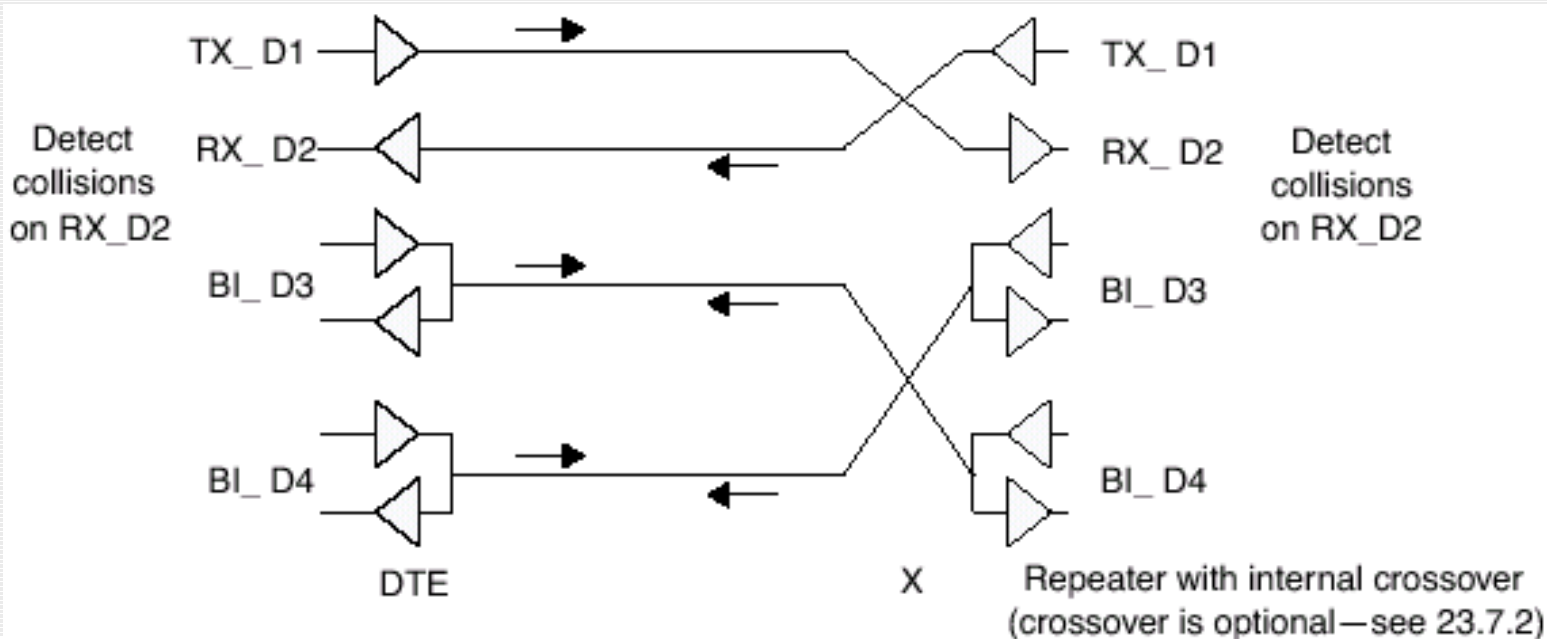 TX_ D1
TX_ D1
Detect
collisions
on RX_D2
RX_ D2
RX_ D2
Detect
collisions
on RX_D2
BI_ D3
BI_ D3
BI_ D4
BI_ D4
DTE
X
Repeater with internal crossover
(crossover is optional—see 23.7.2)